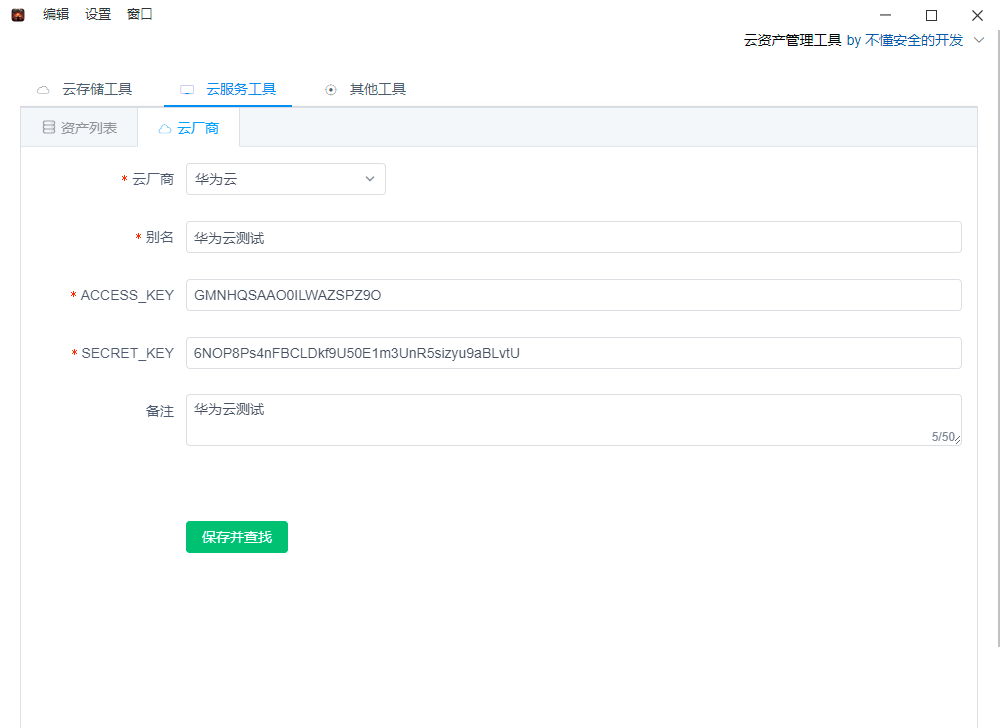 编辑 设置 窗口
云资产管理工具 by 不懂安全的开发
云存储工具 云服务工具 其他工具
资产列表 云厂商
* 云厂商 华为云
* 别名 华为云测试
* ACCESS_KEY GMNHQSAAO0ILWAZSPZ9O
* SECRET_KEY 6NOP8Ps4nFBCLDkf9U50E1m3UnR5sizyu9aBLvtU
备注 华为云测试
5/50
保存并查找